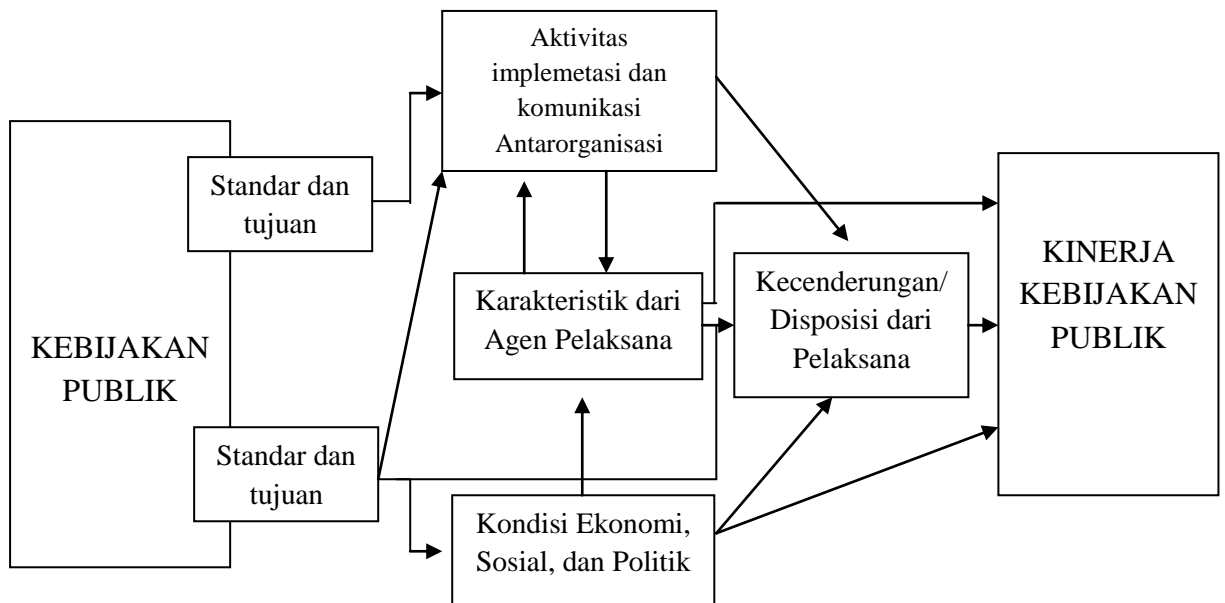 Aktivitas
implemetasi dan
komunikasi
Antarorganisasi
Standar dan
tujuan
KEBIJAKAN
PUBLIK
Standar dan
tujuan
Karakteristik dari
Agen Pelaksana
Kondisi Ekonomi,
Sosial, dan Politik
Kecenderungan/
Disposisi dari
Pelaksana
KINERJA
KEBIJAKAN
PUBLIK